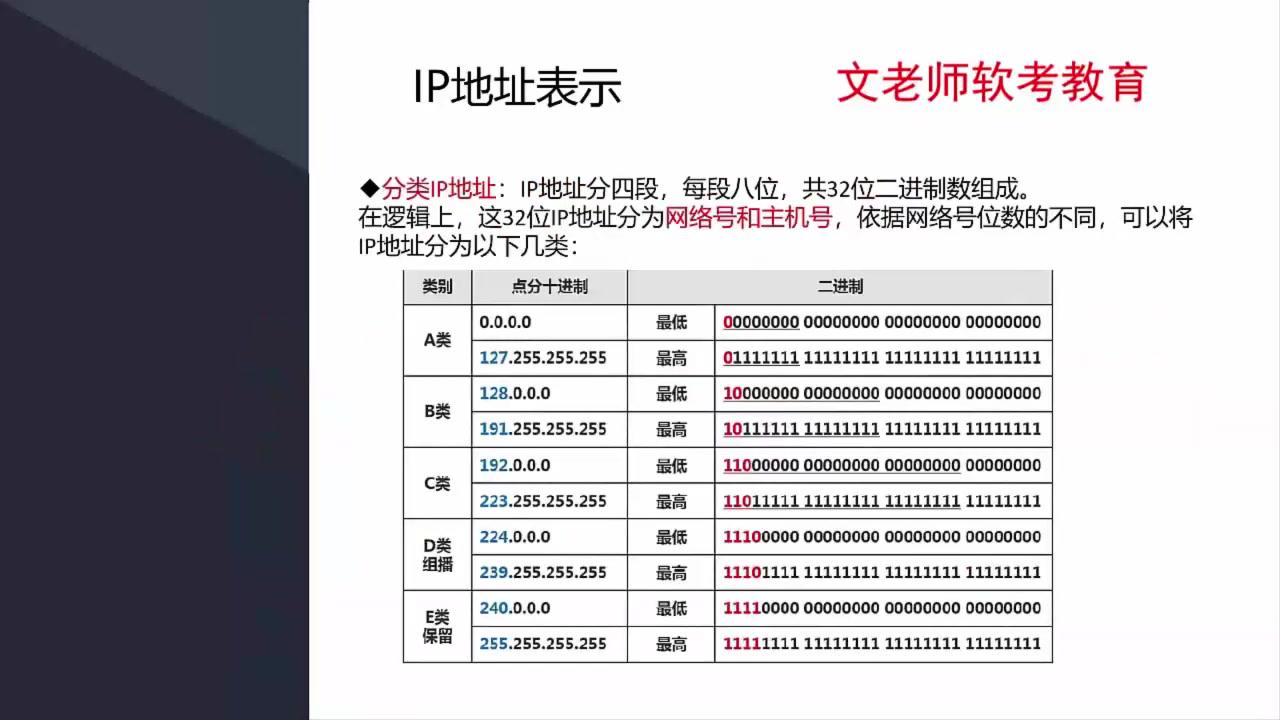 IP地址表示
文老师软考教育
◆分类IP地址：IP地址分四段，每段八位，共32位二进制数组成。
在逻辑上，这32位IP地址分为网络号和主机号，依据网络号位数的不同，可以将
IP地址分为以下几类：
类别 点分十进制 二进制
A类
0.0.0.0 最低 00000000 00000000 00000000 00000000
127.255.255.255 最高 01111111 11111111 11111111 11111111
B类
128.0.0.0 最低 10000000 00000000 00000000 00000000
191.255.255.255 最高 10111111 11111111 11111111 11111111
C类
192.0.0.0 最低 11000000 00000000 00000000 00000000
223.255.255.255 最高 11011111 11111111 11111111 11111111
D类
组播
224.0.0.0 最低 11100000 00000000 00000000 00000000
239.255.255.255 最高 11101111 11111111 11111111 11111111
E类
保留
240.0.0.0 最低 11110000 00000000 00000000 00000000
255.255.255.255 最高 11111111 11111111 11111111 11111111